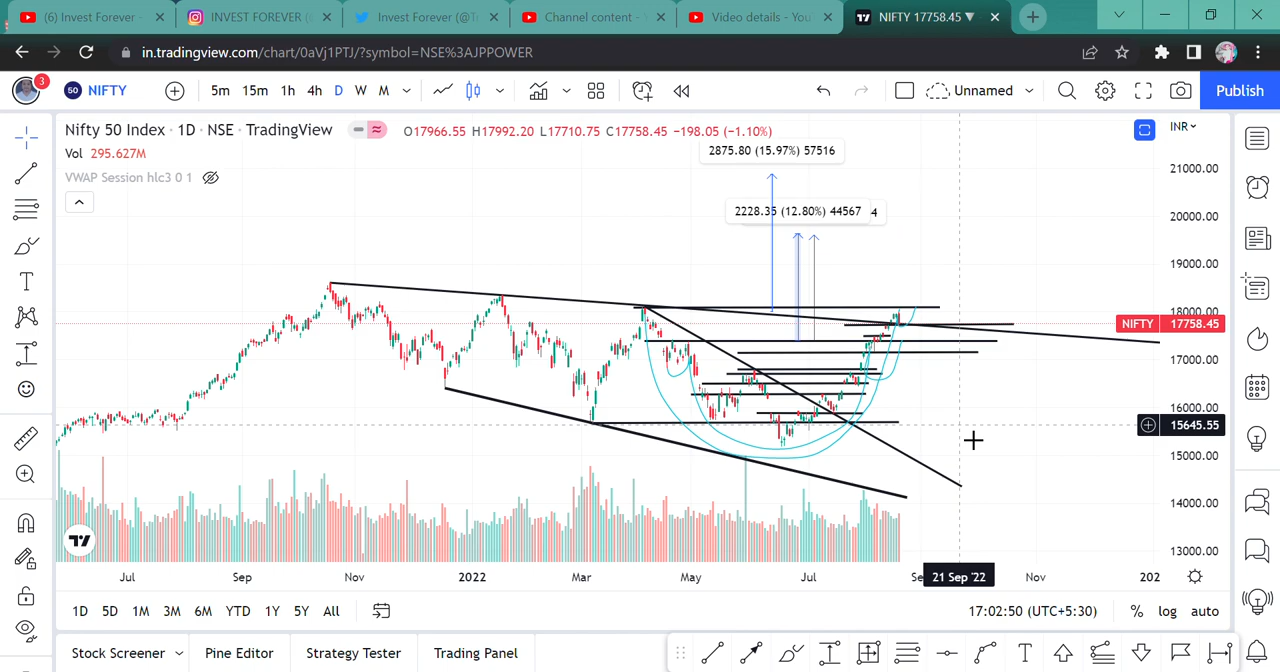 (6) Invest Forever -
INVEST FOREVER (
Invest Forever (@Tr
Channel content - Y
Video details - You
NIFTY 17758.45 ▼
in.tradingview.com/chart/0aVj1PTJ/?symbol=NSE%3AJPPOWER
3
50 NIFTY
5m 15m 1h 4h D W M
Unnamed
Publish
Nifty 50 Index · 1D · NSE · TradingView
O17966.55 H17992.20 L17710.75 C17758.45 −198.05 (−1.10%)
INR
Vol 295.627M
VWAP Session hlc3 0 1
2875.80 (15.97%) 57516
2228.35 (12.80%) 44567
4
21000.00
20000.00
19000.00
18000.00
NIFTY 17758.45
17000.00
16000.00
15645.55
15000.00
14000.00
13000.00
Jul Sep Nov 2022 Mar May Jul Se 21 Sep '22 Nov 202
1D 5D 1M 3M 6M YTD 1Y 5Y All
17:02:50 (UTC+5:30) % log auto
Stock Screener Pine Editor Strategy Tester Trading Panel